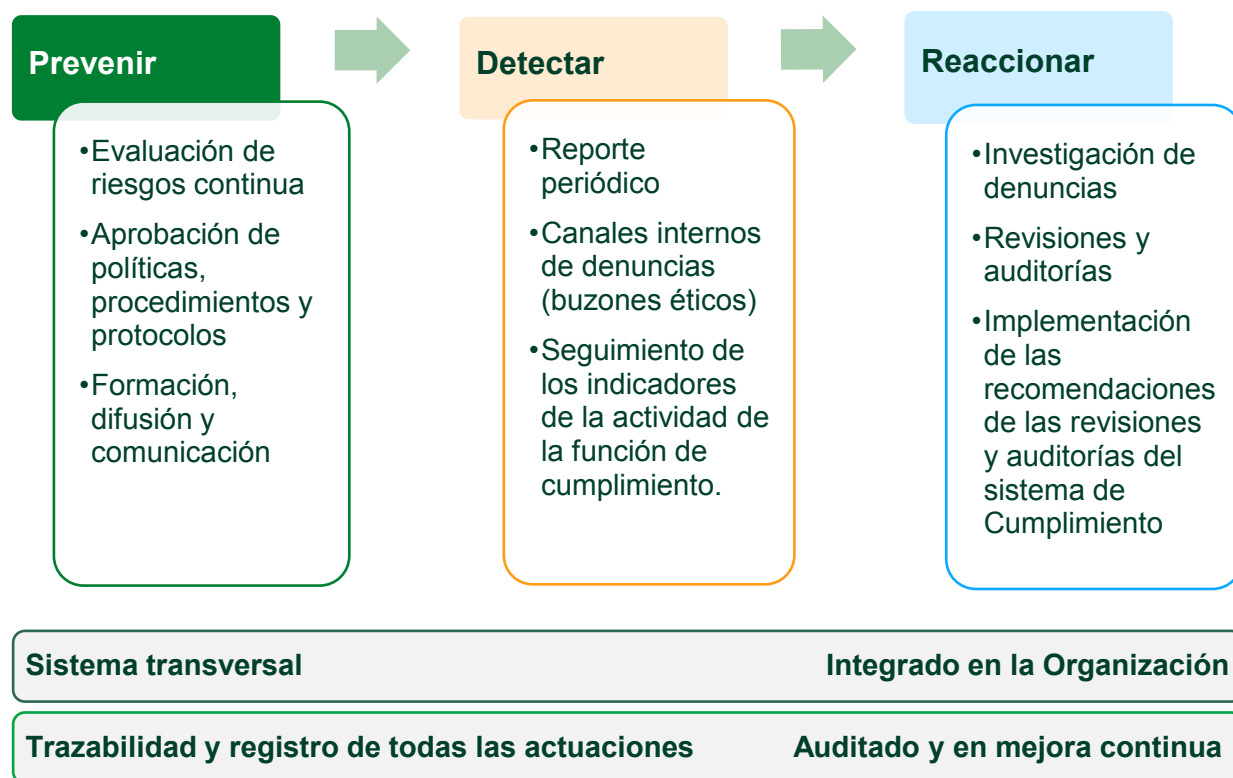 Prevenir
•Evaluación de
riesgos continua
•Aprobación de
políticas,
procedimientos y
protocolos
•Formación,
difusión y
comunicación
Detectar
•Reporte
periódico
•Canales internos
de denuncias
(buzones éticos)
•Seguimiento de
los indicadores
de la actividad de
la función de
cumplimiento.
Reaccionar
•Investigación de
denuncias
•Revisiones y
auditorías
•Implementación
de las
recomendaciones
de las revisiones
y auditorías del
sistema de
Cumplimiento
Sistema transversal Integrado en la Organización
Trazabilidad y registro de todas las actuaciones Auditado y en mejora continua